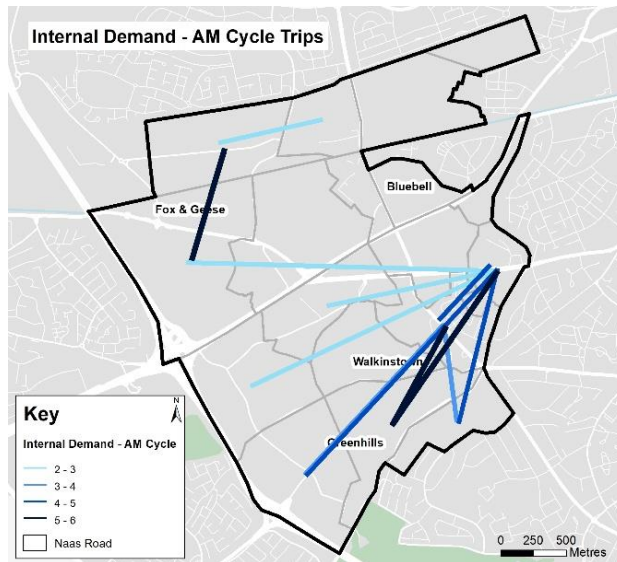 Internal Demand - AM Cycle Trips
Bluebell
Fox & Geese
Walkinstown
Greenhills
Key
N
Internal Demand - AM Cycle
2 - 3
3 - 4
4 - 5
5 - 6
Naas Road
0 250 500
Metres